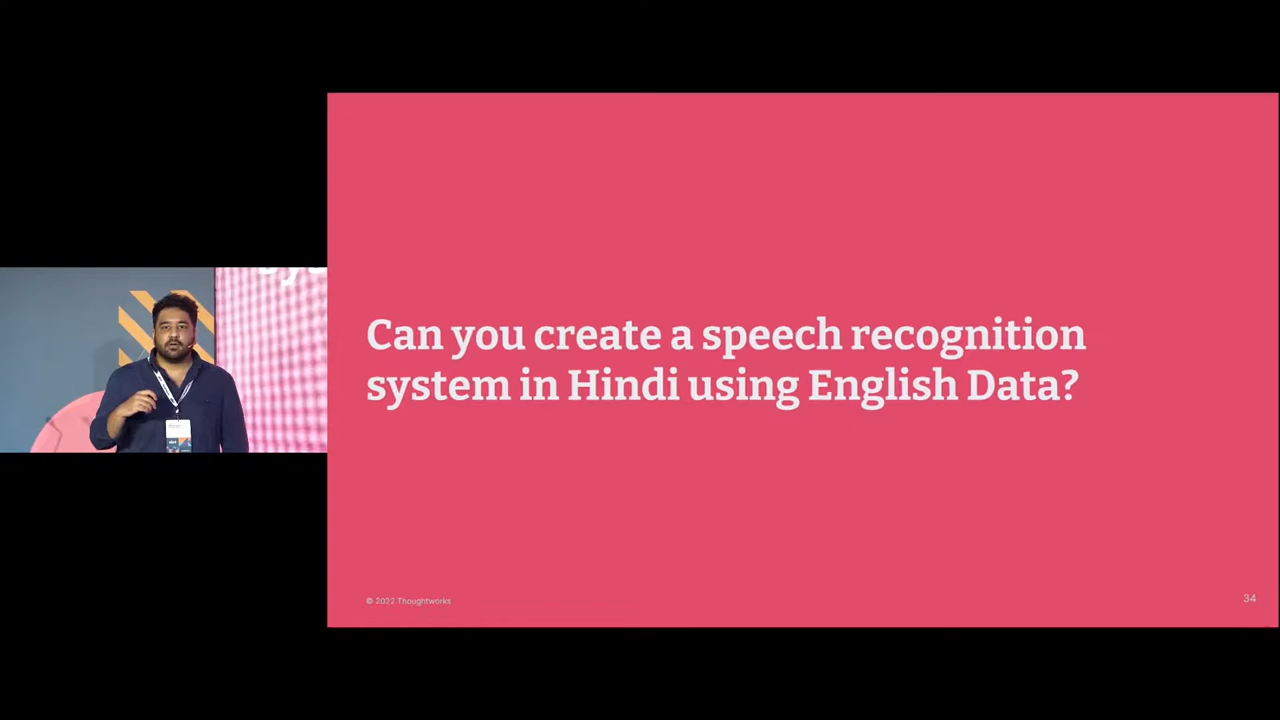 Can you create a speech recognition
system in Hindi using English Data?
© 2022 Thoughtworks
34